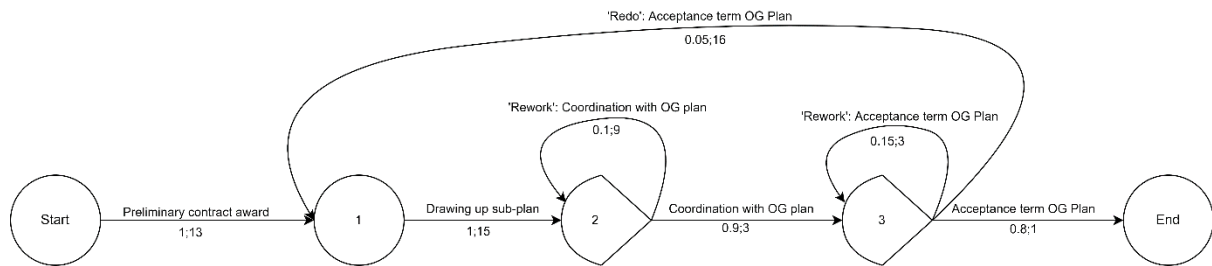 'Redo': Acceptance term OG Plan
0.05;16
'Rework': Coordination with OG plan
0.1;9
'Rework': Acceptance term OG Plan
0.15;3
Start
Preliminary contract award
1;13
1
Drawing up sub-plan
1;15
2
Coordination with OG plan
0.9;3
3
Acceptance term OG Plan
0.8;1
End